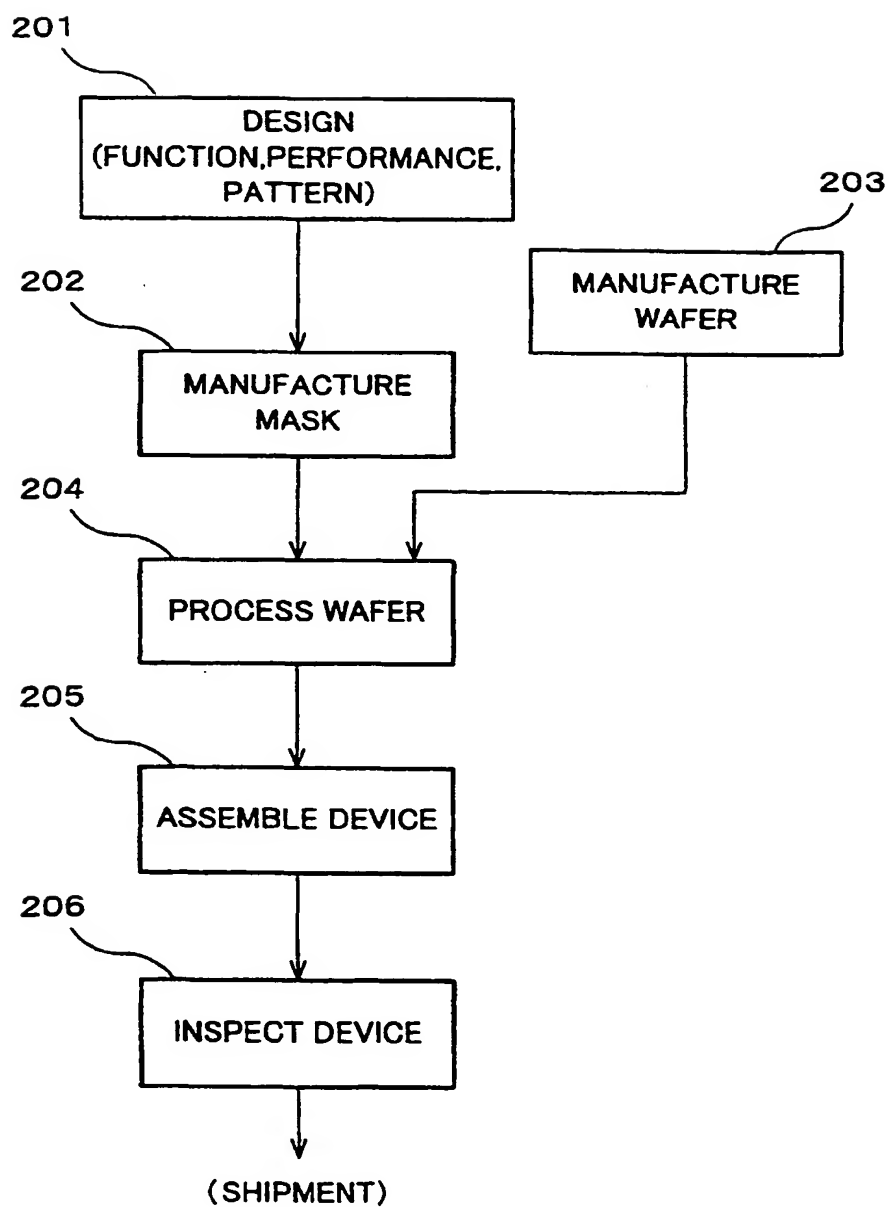 201
DESIGN
(FUNCTION,PERFORMANCE,
PATTERN)
203
MANUFACTURE
WAFER
202
MANUFACTURE
MASK
204
PROCESS WAFER
205
ASSEMBLE DEVICE
206
INSPECT DEVICE
(SHIPMENT)